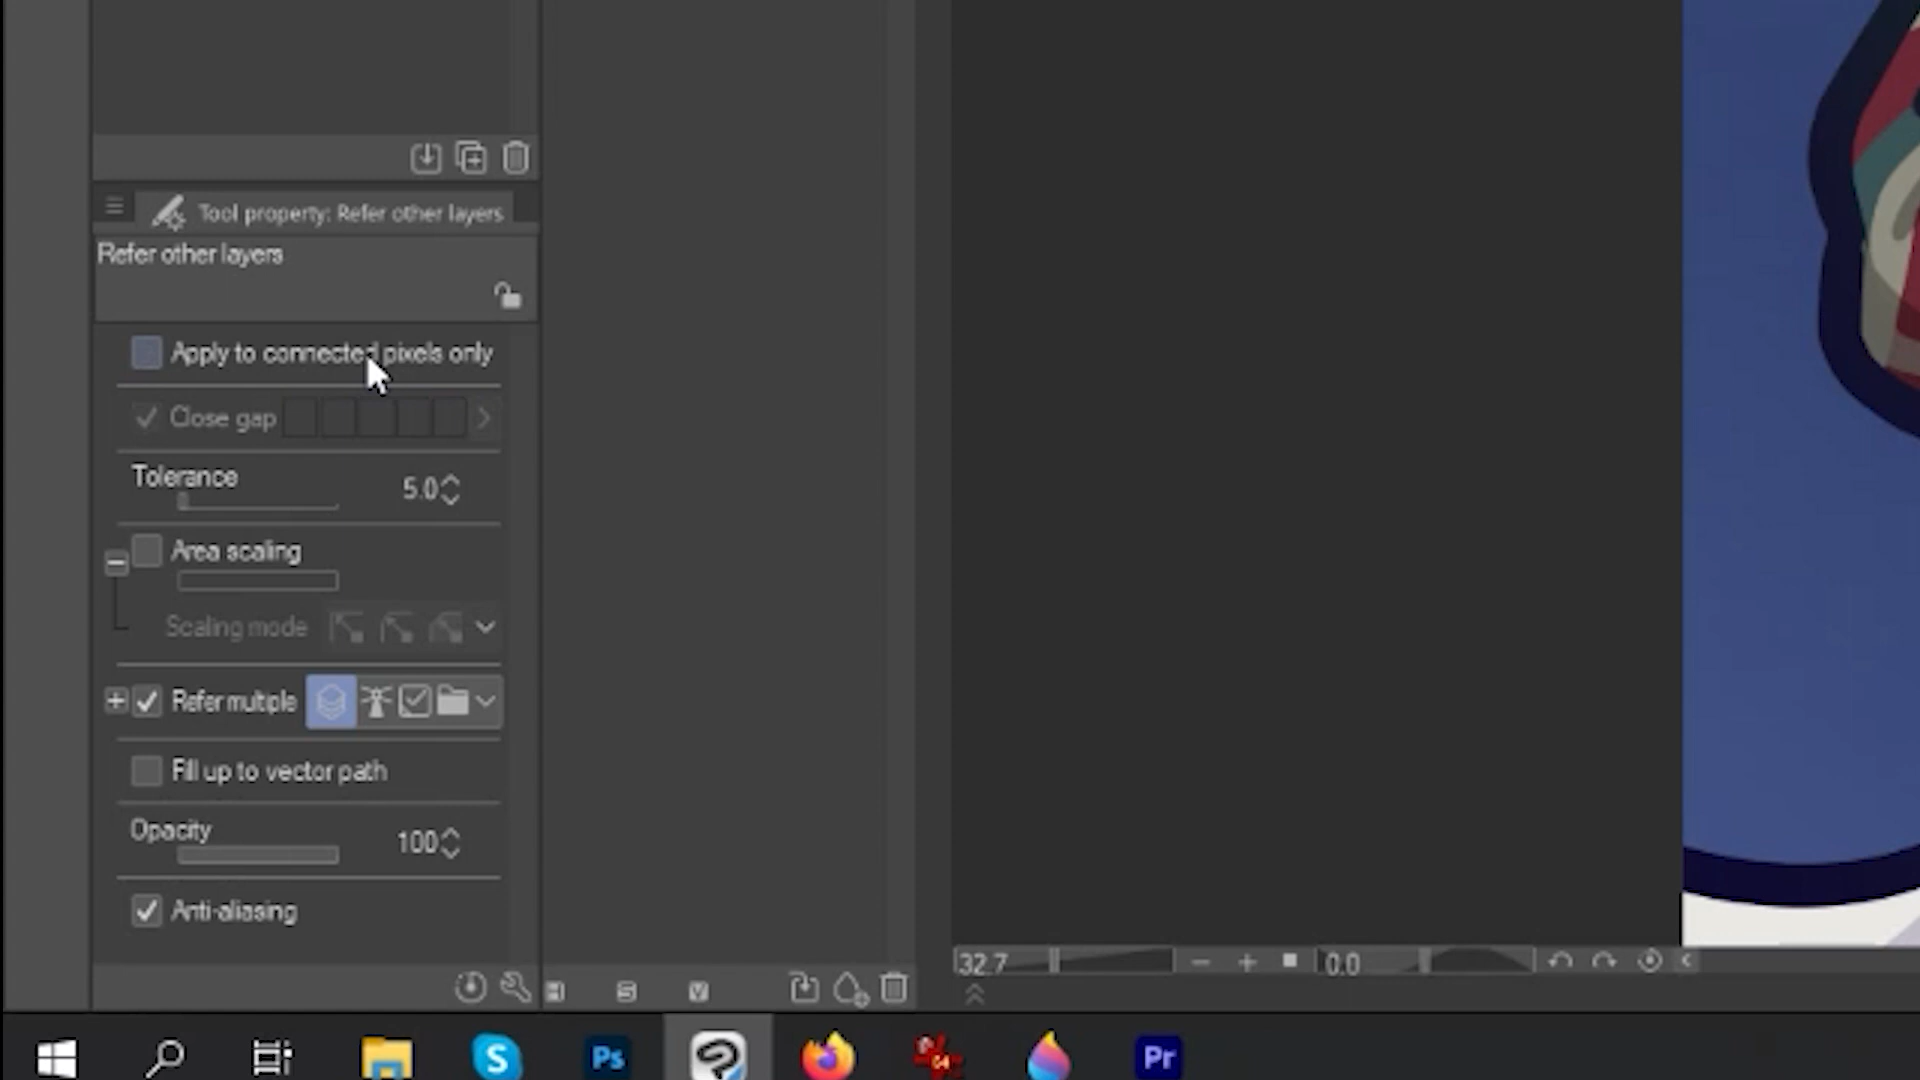 Tool property: Refer other layers
Refer other layers
Apply to connected pixels only
Close gap
Tolerance
5.0
Area scaling
Scaling mode
Refer multiple
Fill up to vector path
Opacity
100
Anti-aliasing
H S V
32.7
0.0
S
Ps
Pr